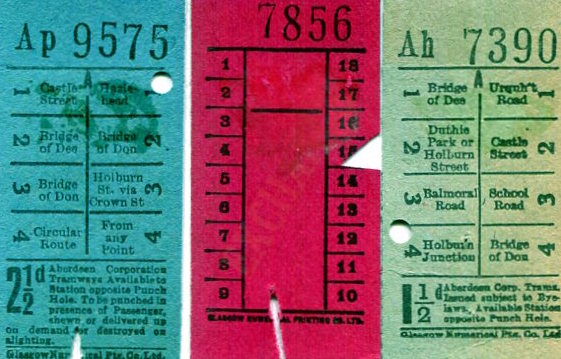 Ap 9575
1 Castle Street
Hazlehead 1
2 Bridge of Dee
Bridge of Don 2
3 Bridge of Don
Holburn St. via Crown St 3
4 Circular Route
From any Point 4
2½d Aberdeen Corporation
Tramways Available to
Station opposite Punch
Hole. To be punched in
presence of Passenger,
shewn or delivered up
on demand or destroyed on
alighting.
Glasgow Numerical Ptg. Co. Ltd.
7856
1 18
2 17
3 16
4 15
5 14
6 13
7 12
8 11
9 10
GLASGOW NUMERICAL PRINTING CO. LTD.
Ah 7390
1 Bridge of Dee
Urquh't Road 1
2 Duthie Park or Holburn Street
Castle Street 2
3 Balmoral Road
School Road 3
4 Holburn Junction
Bridge of Don 4
1½d Aberdeen Corp. Trams.
Issued subject to Bye-
laws. Available Station
opposite Punch Hole.
Glasgow Numerical Ptg. Co. Ltd.